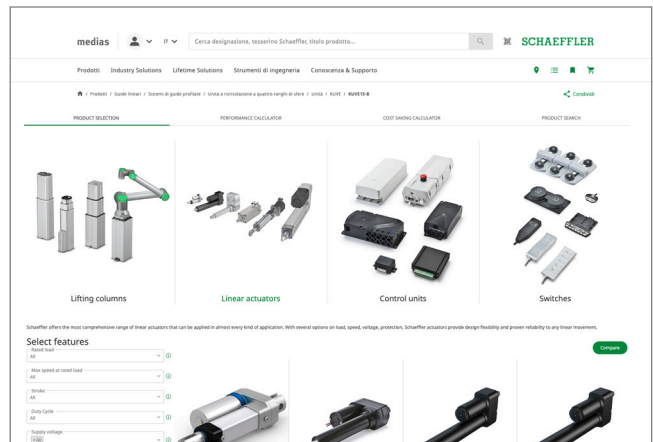 medias
IT
Cerca designazione, tesserino Schaeffler, titolo prodotto...
SCHAEFFLER
Prodotti Industry Solutions Lifetime Solutions Strumenti di ingegneria Conoscenza & Supporto
/ Prodotti / Guide lineari / Sistemi di guide profilate / Unità a ricircolazione a quattro ranghi di sfere / Unità / KUVE / KUVE15-B
Condividi
PRODUCT SELECTION PERFORMANCE CALCULATOR COST SAKING CALCULATOR PRODUCT SEARCH
Lifting columns Linear actuators Control units Switches
Schaeffler offers the most comprehensive range of linear actuators that can be applied in almost every kind of application. With several options on load, speed, voltage, protection, Schaeffler actuators provide design flexibility and proven reliability to any linear movement.
Select features
Compare
Rated load
All
Max speed at rated load
All
Stroke
All
Duty Cycle
All
Supply voltage
× All